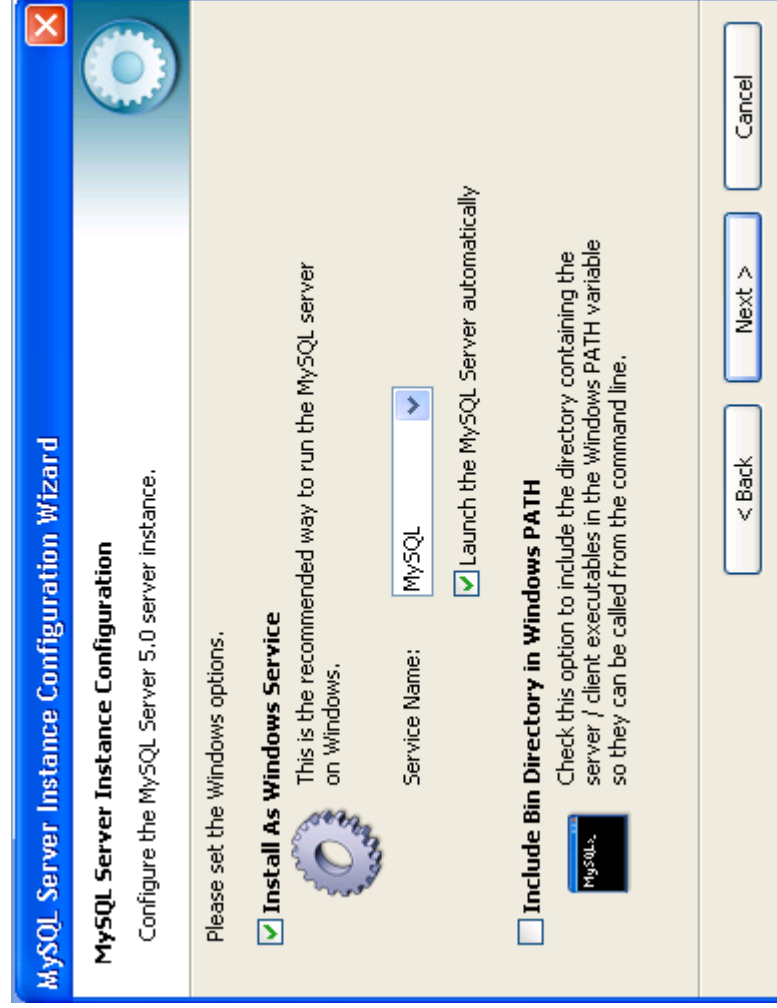 MySQL Server Instance Configuration Wizard
MySQL Server Instance Configuration
Configure the MySQL Server 5.0 server instance.
Please set the Windows options.
Install As Windows Service
This is the recommended way to run the MySQL server
on Windows.
Service Name:
MySQL
Launch the MySQL Server automatically
Include Bin Directory in Windows PATH
MySQL>_
Check this option to include the directory containing the
server / client executables in the Windows PATH variable
so they can be called from the command line.
< Back
Next >
Cancel